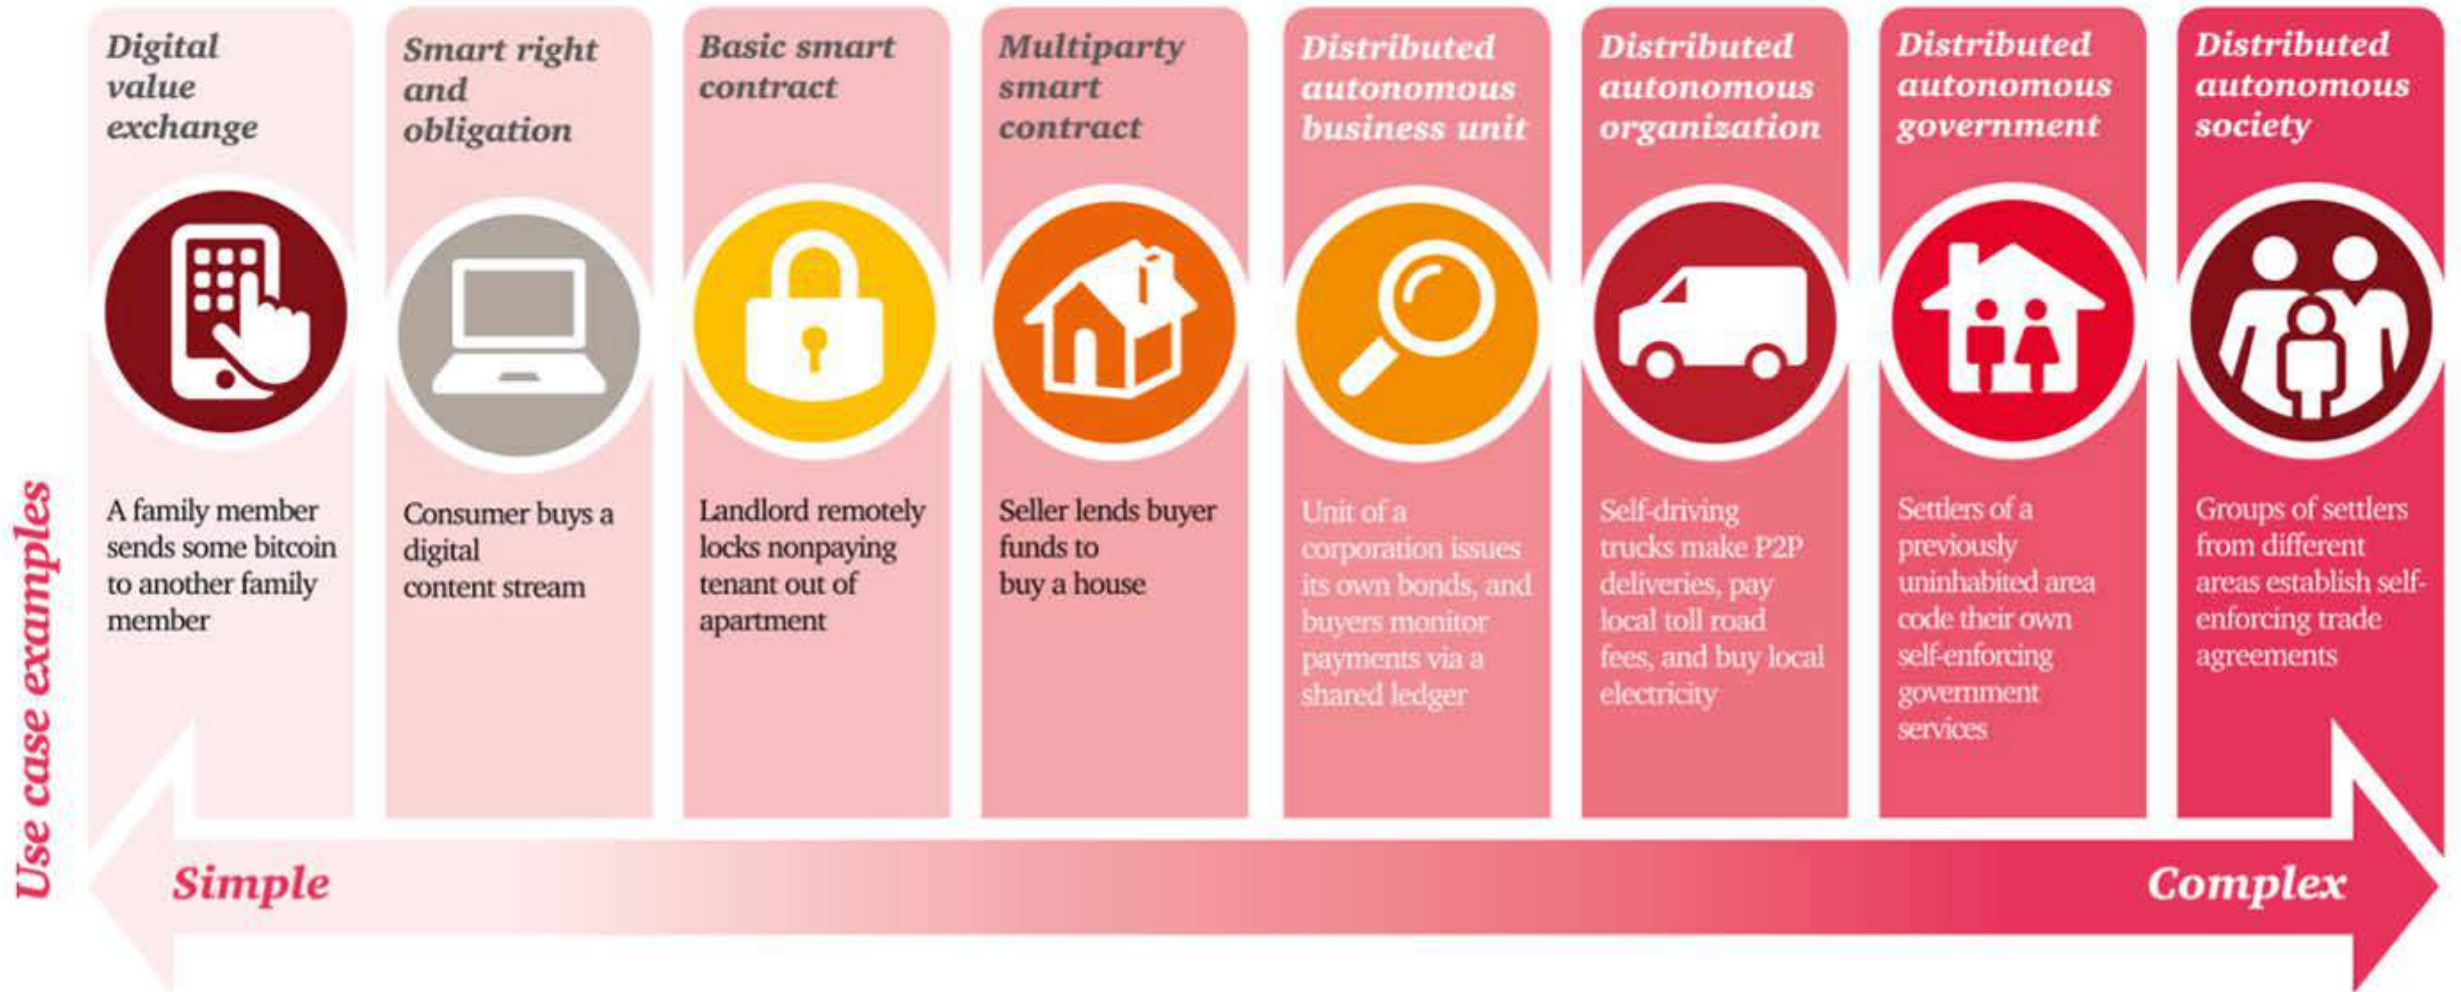 Digital
value
exchange
A family member
sends some bitcoin
to another family
member
Smart right
and
obligation
Consumer buys a
digital
content stream
Basic smart
contract
Landlord remotely
locks nonpaying
tenant out of
apartment
Multiparty
smart
contract
Seller lends buyer
funds to
buy a house
Distributed
autonomous
business unit
Unit of a
corporation issues
its own bonds, and
buyers monitor
payments via a
shared ledger
Distributed
autonomous
organization
Self-driving
trucks make P2P
deliveries, pay
local toll road
fees, and buy local
electricity
Distributed
autonomous
government
Settlers of a
previously
uninhabited area
code their own
self-enforcing
government
services
Distributed
autonomous
society
Groups of settlers
from different
areas establish self-
enforcing trade
agreements
Use case examples
Simple
Complex